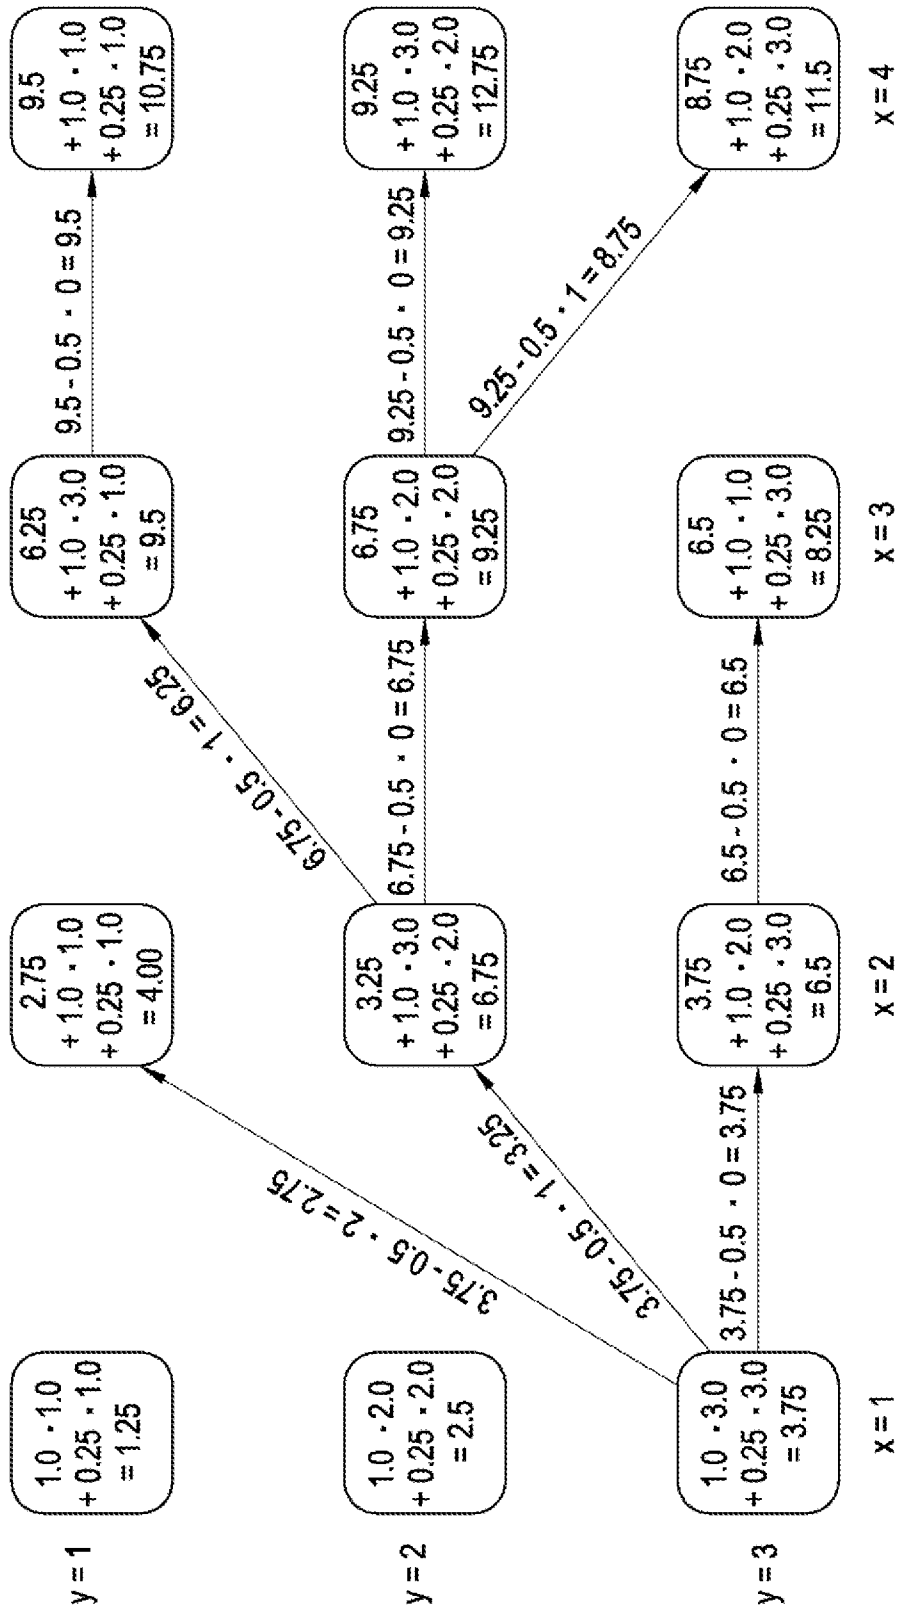 y = 1
1.0 · 1.0
+ 0.25 · 1.0
= 1.25
2.75
+ 1.0 · 1.0
+ 0.25 · 1.0
= 4.00
6.25
+ 1.0 · 3.0
+ 0.25 · 1.0
= 9.5
9.5 - 0.5 · 0 = 9.5
9.5
+ 1.0 · 1.0
+ 0.25 · 1.0
= 10.75
3.75 - 0.5 · 2 = 2.75
6.75 - 0.5 · 1 = 6.25
y = 2
1.0 · 2.0
+ 0.25 · 2.0
= 2.5
3.25
+ 1.0 · 3.0
+ 0.25 · 2.0
= 6.75
6.75 - 0.5 · 0 = 6.75
6.75
+ 1.0 · 2.0
+ 0.25 · 2.0
= 9.25
9.25 - 0.5 · 0 = 9.25
9.25
+ 1.0 · 3.0
+ 0.25 · 2.0
= 12.75
3.75 - 0.5 · 1 = 3.25
9.25 - 0.5 · 1 = 8.75
y = 3
1.0 · 3.0
+ 0.25 · 3.0
= 3.75
3.75 - 0.5 · 0 = 3.75
3.75
+ 1.0 · 2.0
+ 0.25 · 3.0
= 6.5
6.5 - 0.5 · 0 = 6.5
6.5
+ 1.0 · 1.0
+ 0.25 · 3.0
= 8.25
8.75
+ 1.0 · 2.0
+ 0.25 · 3.0
= 11.5
x = 1
x = 2
x = 3
x = 4